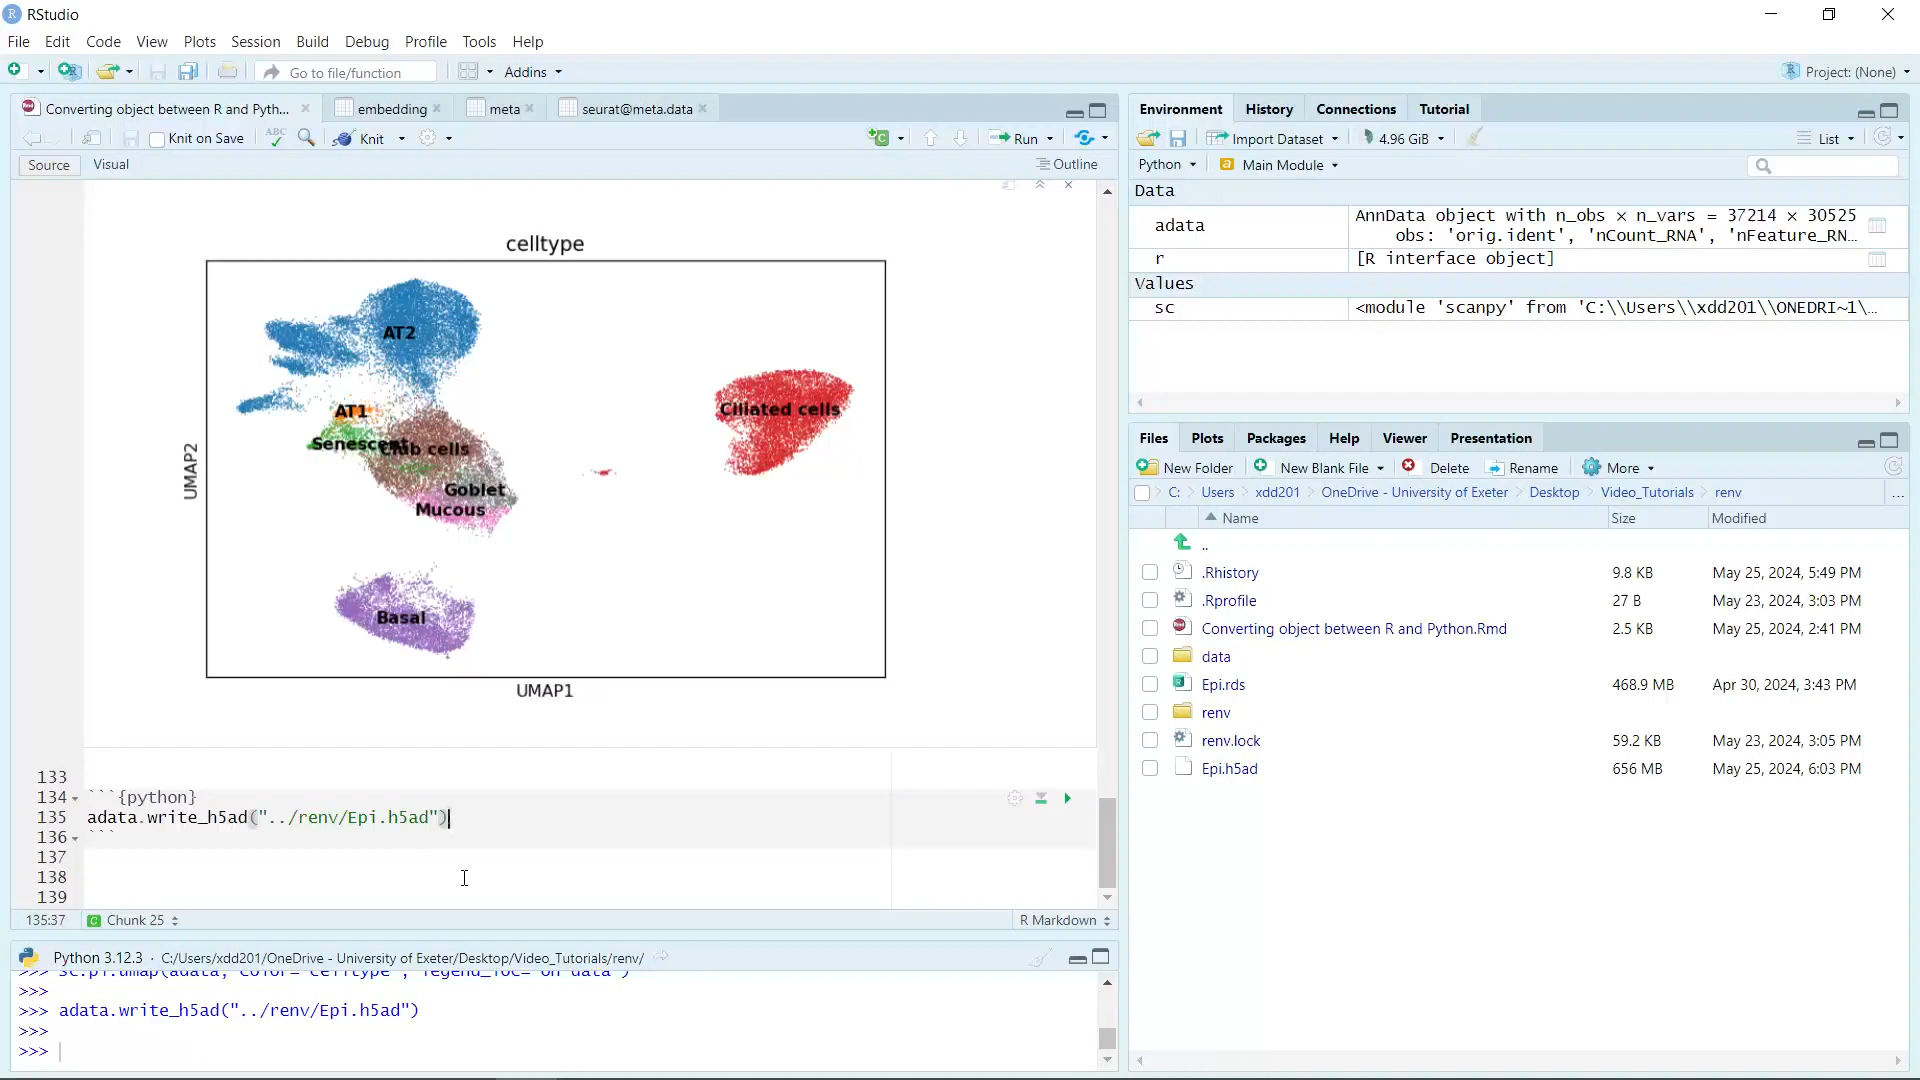 RStudio
File Edit Code View Plots Session Build Debug Profile Tools Help
Go to file/function
Addins
Project: (None)
Converting object between R and Pyth...
embedding
meta
seurat@meta.data
Knit on Save
ABC
Knit
Run
Source
Visual
Outline
celltype
AT2
AT1
Ciliated cells
Senescent
Club cells
Goblet
Mucous
Basal
UMAP2
UMAP1
133
134 ```{python}
135 adata.write_h5ad("../renv/Epi.h5ad")
136 ```
137
138
139
135:37
Chunk 25
R Markdown
Python 3.12.3 · C:/Users/xdd201/OneDrive - University of Exeter/Desktop/Video_Tutorials/renv/
>>> sc.pl.umap(adata, color="celltype", legend_loc="on data")
>>>
>>> adata.write_h5ad("../renv/Epi.h5ad")
>>>
>>>
Environment History Connections Tutorial
Import Dataset
4.96 GiB
List
Python
Main Module
Data
adata
AnnData object with n_obs × n_vars = 37214 × 30525
obs: 'orig.ident', 'nCount_RNA', 'nFeature_RN…
r [R interface object]
Values
sc <module 'scanpy' from 'C:\\Users\\xdd201\\ONEDRI~1\…
Files Plots Packages Help Viewer Presentation
New Folder New Blank File Delete Rename More
C: Users xdd201 OneDrive - University of Exeter Desktop Video_Tutorials renv ...
Name Size Modified
..
.Rhistory 9.8 KB May 25, 2024, 5:49 PM
.Rprofile 27 B May 23, 2024, 3:03 PM
Converting object between R and Python.Rmd 2.5 KB May 25, 2024, 2:41 PM
data
Epi.rds 468.9 MB Apr 30, 2024, 3:43 PM
renv
renv.lock 59.2 KB May 23, 2024, 3:05 PM
Epi.h5ad 656 MB May 25, 2024, 6:03 PM